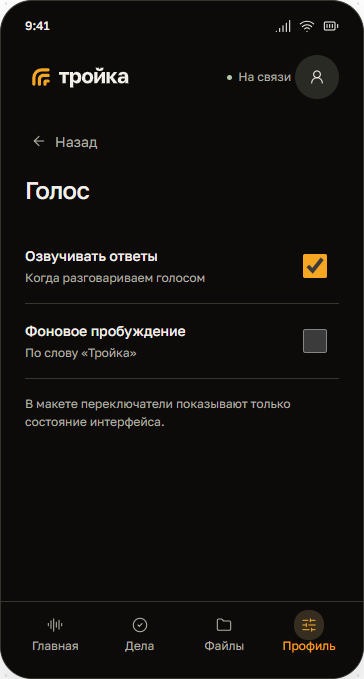 9:41
тройка
На связи
Назад
Голос
Озвучивать ответы
Когда разговариваем голосом
Фоновое пробуждение
По слову «Тройка»
В макете переключатели показывают только
состояние интерфейса.
Главная
Дела
Файлы
Профиль